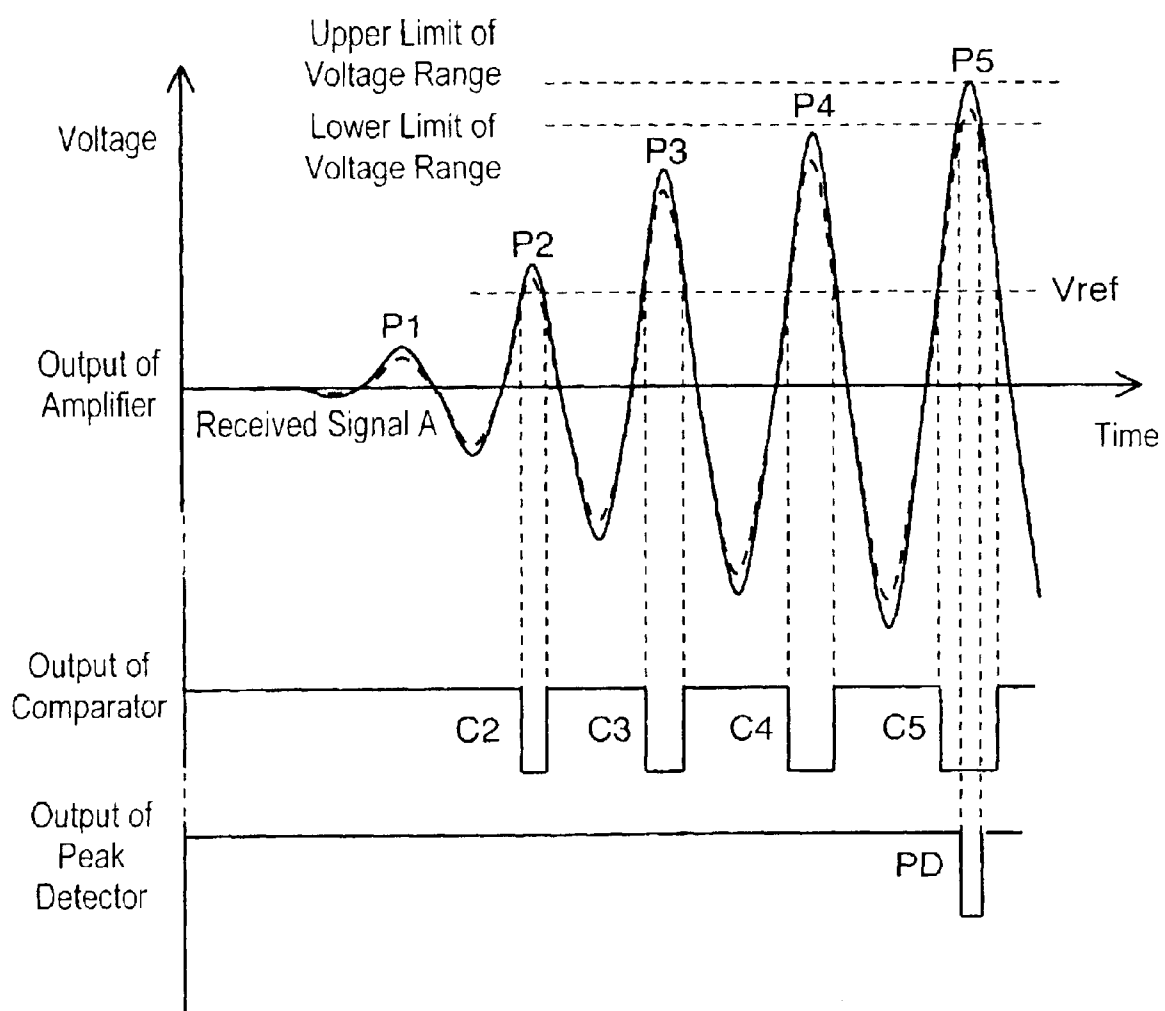 Upper Limit of
Voltage Range
P5
Voltage
Lower Limit of
Voltage Range
P4
P3
P2
Vref
P1
Output of
Amplifier
Received Signal A
Time
Output of
Comparator
C2
C3
C4
C5
Output of
Peak
Detector
PD